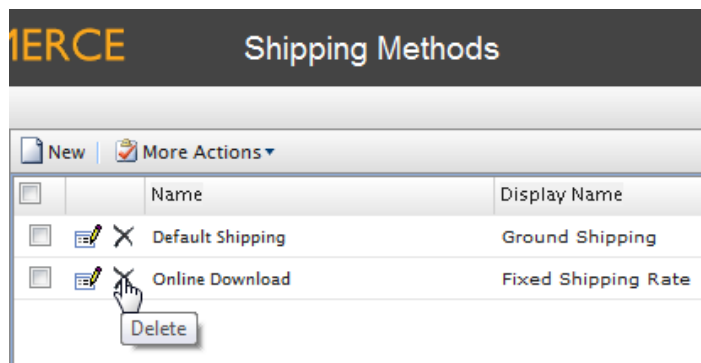 MERCE Shipping Methods
New More Actions
Name Display Name
Default Shipping Ground Shipping
Online Download Fixed Shipping Rate
Delete